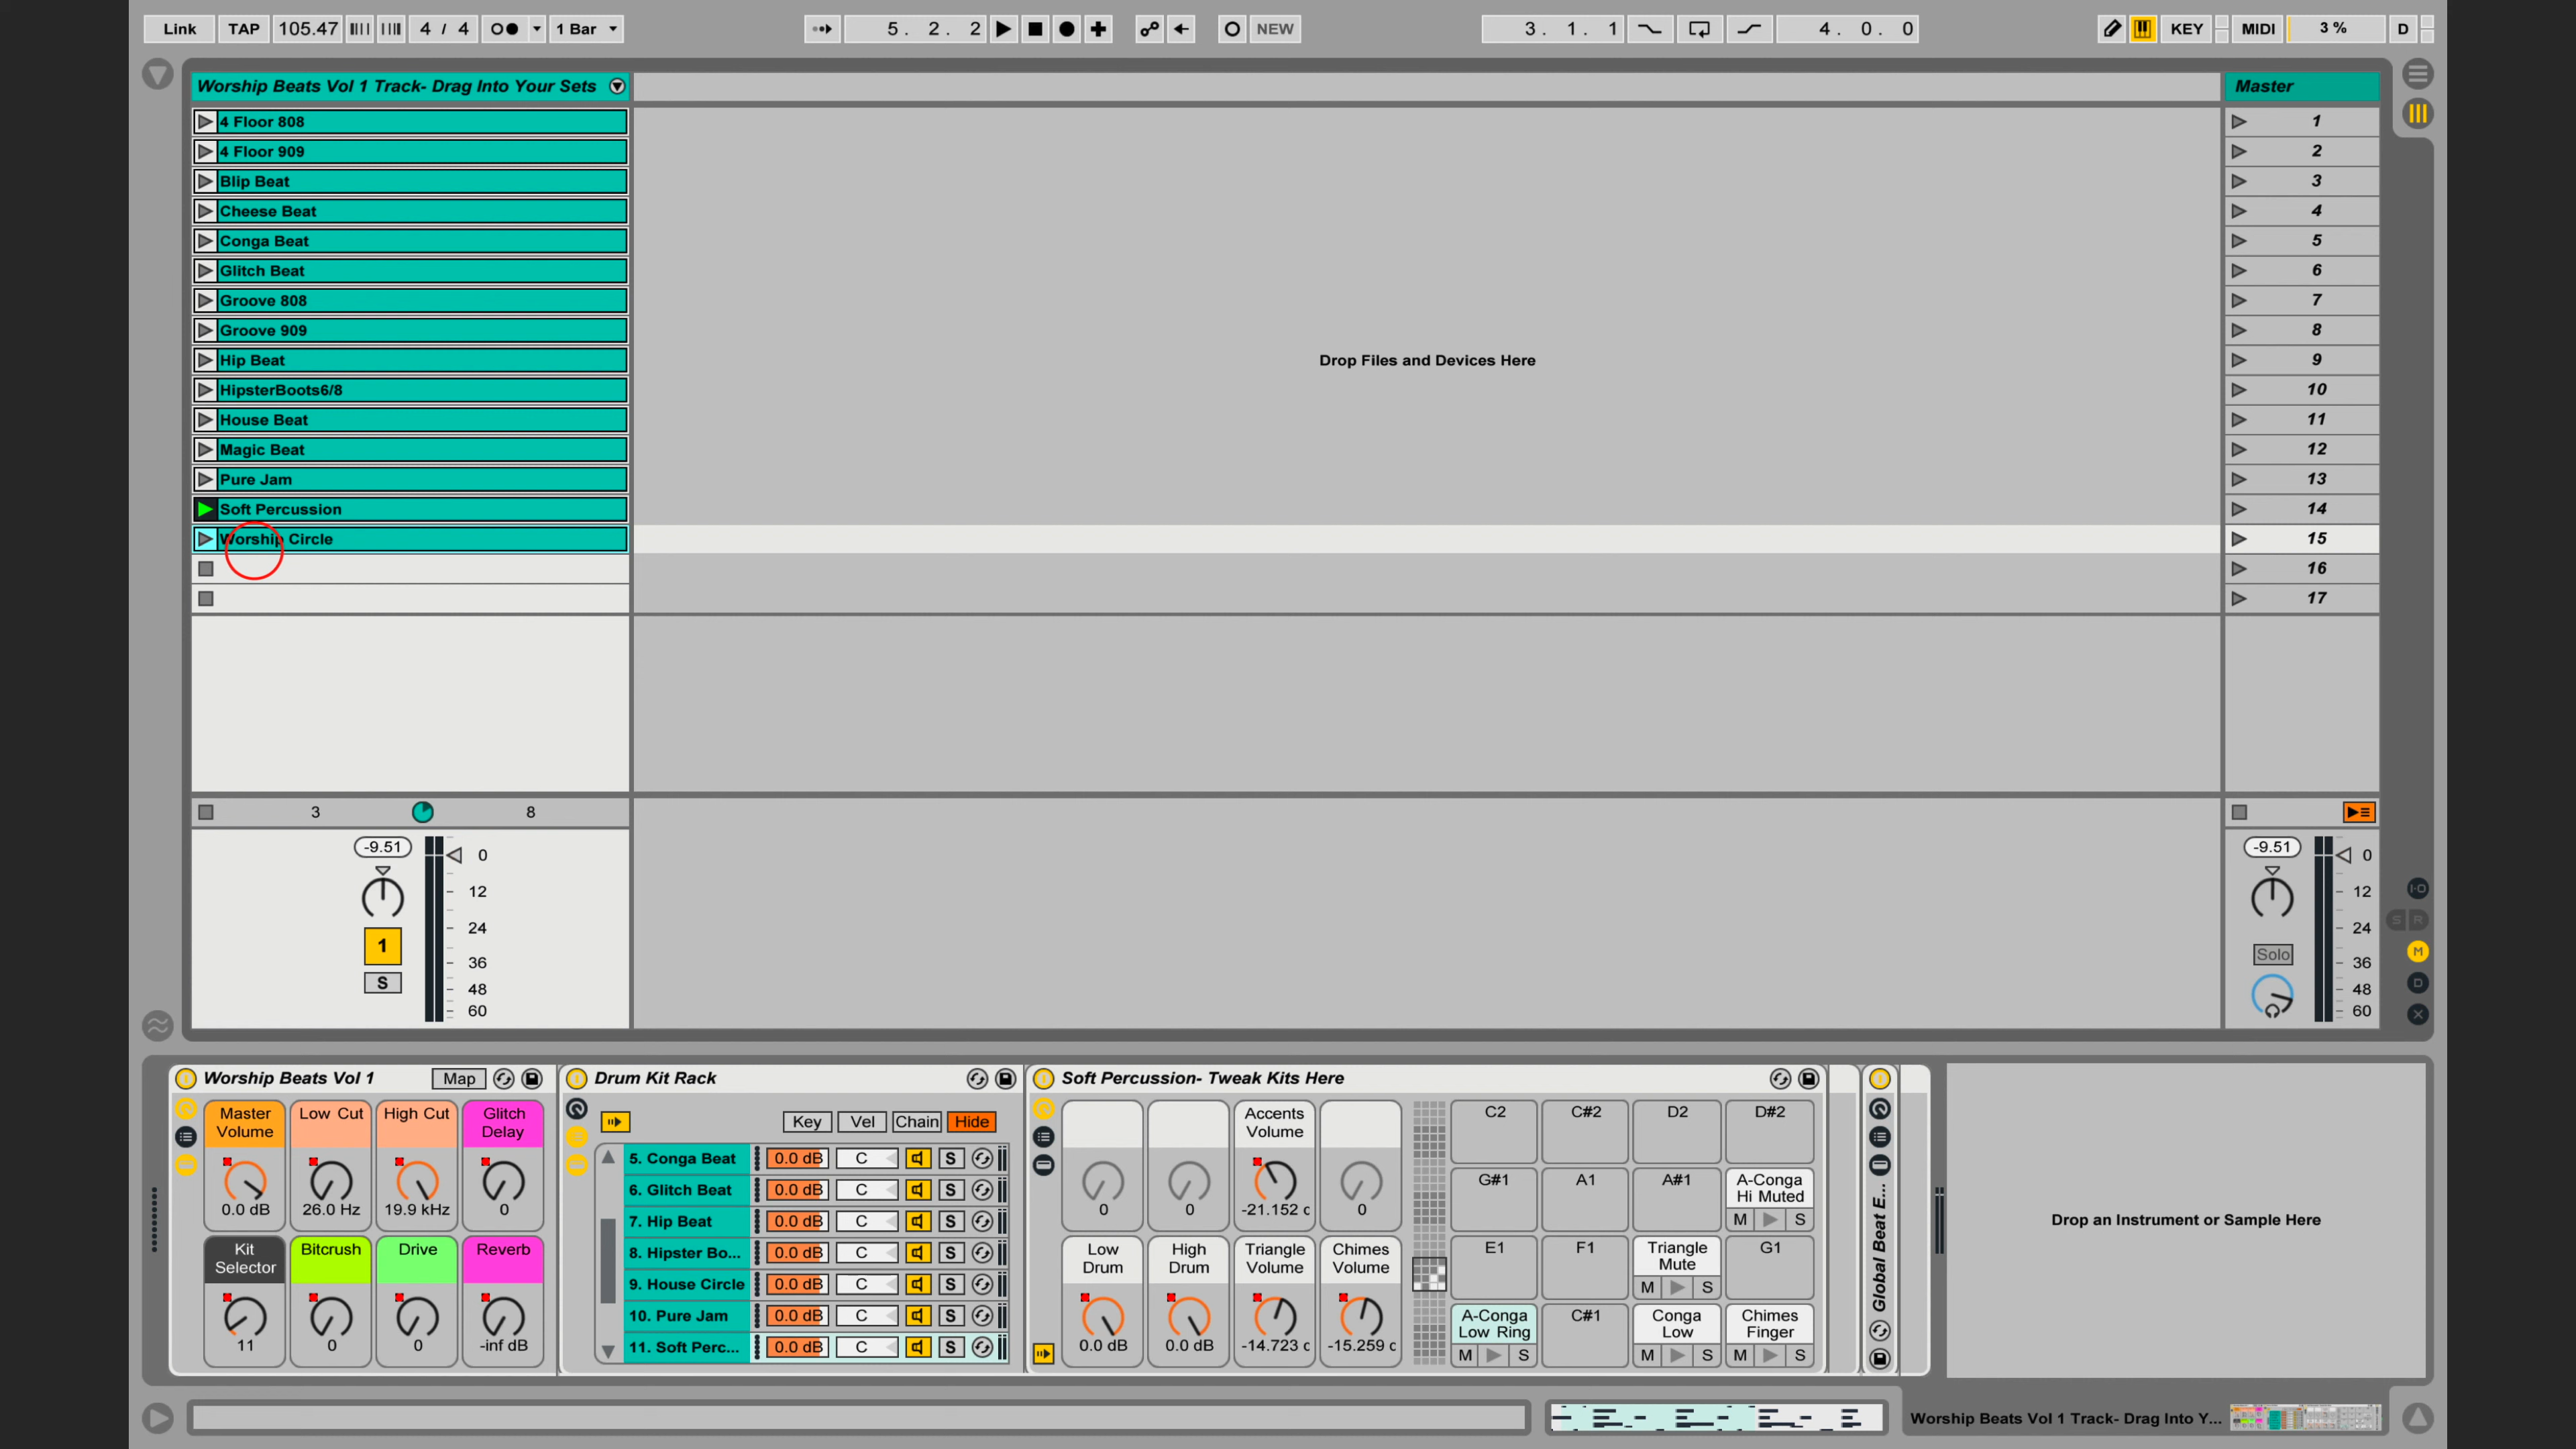 Link TAP 105.47 4 / 4 1 Bar 5. 2. 2 NEW 3. 1. 1 4. 0. 0 KEY MIDI 3 % D
Worship Beats Vol 1 Track- Drag Into Your Sets Master
4 Floor 808 1
4 Floor 909 2
Blip Beat 3
Cheese Beat 4
Conga Beat 5
Glitch Beat 6
Groove 808 7
Groove 909 8
Hip Beat Drop Files and Devices Here 9
HipsterBoots6/8 10
House Beat 11
Magic Beat 12
Pure Jam 13
Soft Percussion 14
Worship Circle 15
16
17
3 8
-9.51 0 -9.51 0
12 12 I-O
24 24 S R
1 Solo M
36 36
S 48 48 D
60 60 X
Worship Beats Vol 1 Map Drum Kit Rack Soft Percussion- Tweak Kits Here
Master Volume Low Cut High Cut Glitch Delay
0.0 dB 26.0 Hz 19.9 kHz 0
Kit Selector Bitcrush Drive Reverb
11 0 0 -inf dB
Key Vel Chain Hide
5. Conga Beat 0.0 dB C S
6. Glitch Beat 0.0 dB C S
7. Hip Beat 0.0 dB C S
8. Hipster Bo... 0.0 dB C S
9. House Circle 0.0 dB C S
10. Pure Jam 0.0 dB C S
11. Soft Perc... 0.0 dB C S
Accents Volume
0 0 -21.152 c 0
Low Drum High Drum Triangle Volume Chimes Volume
0.0 dB 0.0 dB -14.723 c -15.259 c
C2 C#2 D2 D#2
G#1 A1 A#1 A-Conga Hi Muted
M S
E1 F1 Triangle Mute G1
M S
A-Conga Low Ring C#1 Conga Low Chimes Finger
M S M S M S
Global Beat E...
Drop an Instrument or Sample Here
Worship Beats Vol 1 Track- Drag Into Y...